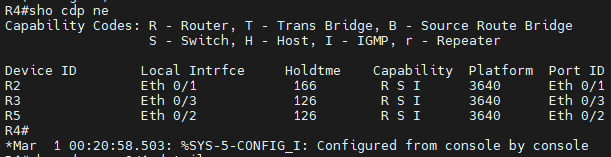 R4#sho cdp ne
Capability Codes: R - Router, T - Trans Bridge, B - Source Route Bridge
S - Switch, H - Host, I - IGMP, r - Repeater
Device ID Local Intrfce Holdtme Capability Platform Port ID
R2 Eth 0/1 166 R S I 3640 Eth 0/1
R3 Eth 0/3 126 R S I 3640 Eth 0/3
R5 Eth 0/2 126 R S I 3640 Eth 0/2
R4#
*Mar 1 00:20:58.503: %SYS-5-CONFIG_I: Configured from console by console